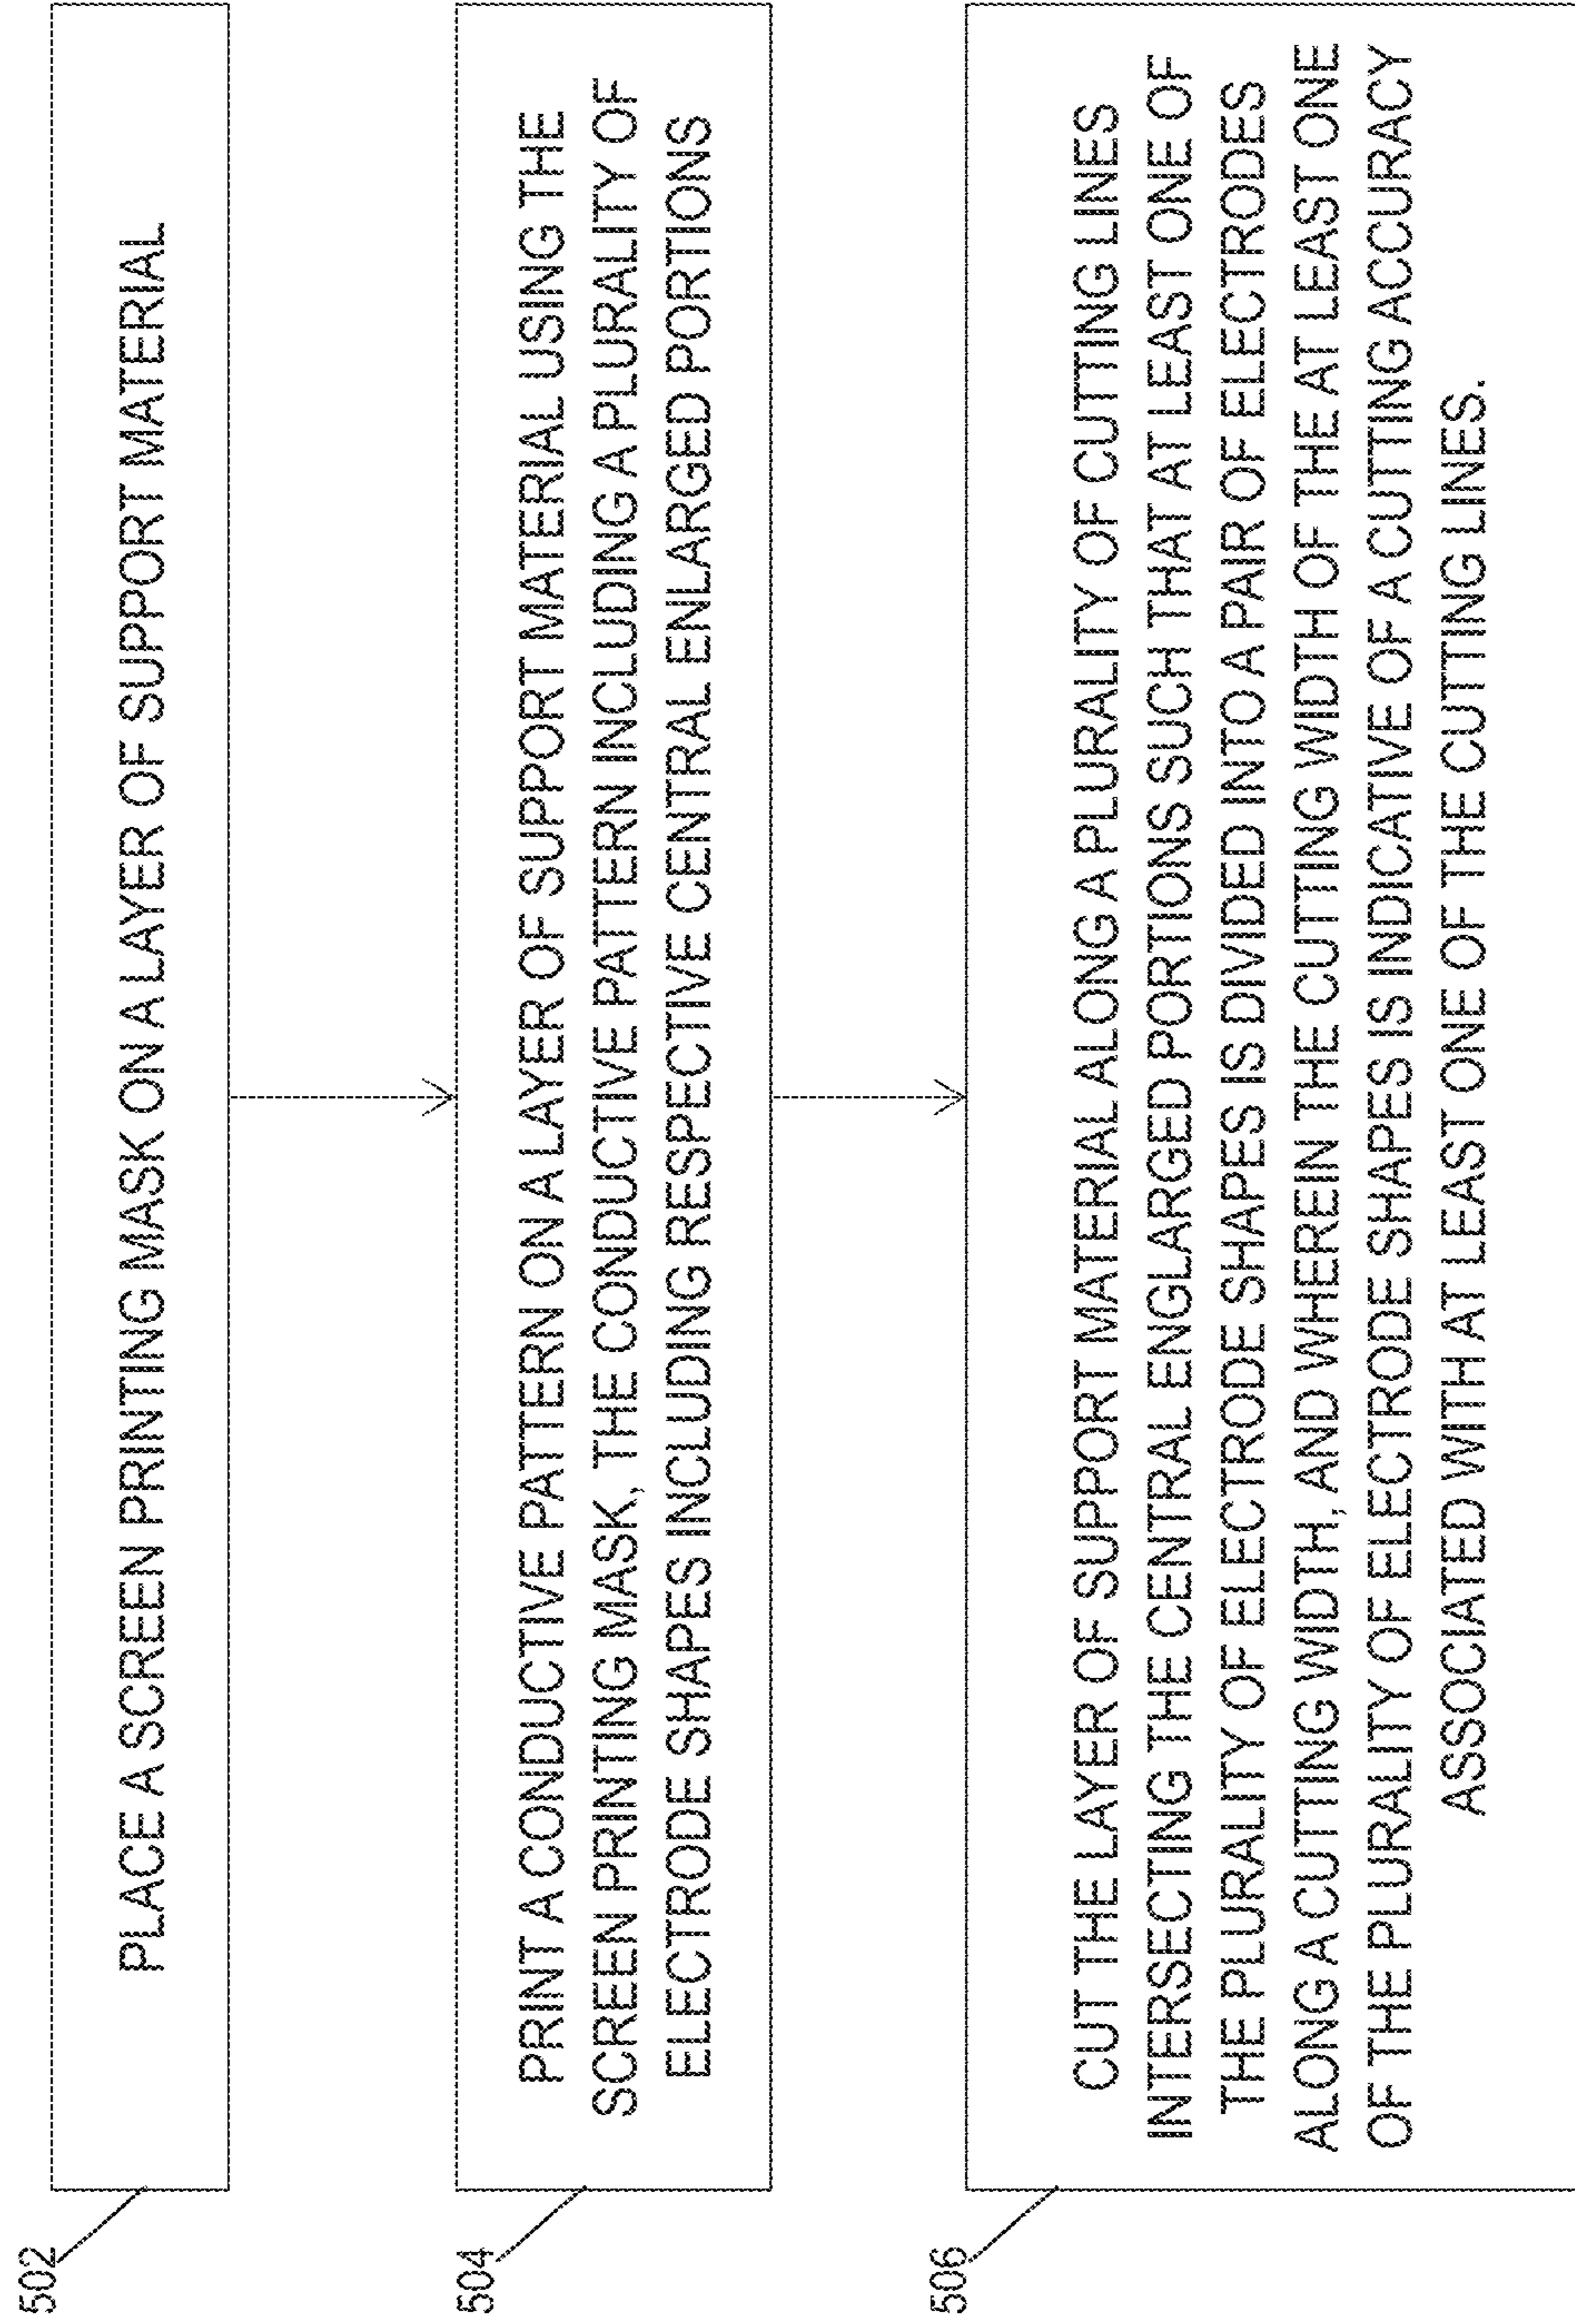 502
PLACE A SCREEN PRINTING MASK ON A LAYER OF SUPPORT MATERIAL
504
PRINT A CONDUCTIVE PATTERN ON A LAYER OF SUPPORT MATERIAL USING THE
SCREEN PRINTING MASK, THE CONDUCTIVE PATTERN INCLUDING A PLURALITY OF
ELECTRODE SHAPES INCLUDING RESPECTIVE CENTRAL ENLARGED PORTIONS
506
CUT THE LAYER OF SUPPORT MATERIAL ALONG A PLURALITY OF CUTTING LINES
INTERSECTING THE CENTRAL ENGLARGED PORTIONS SUCH THAT AT LEAST ONE OF
THE PLURALITY OF ELECTRODE SHAPES IS DIVIDED INTO A PAIR OF ELECTRODES
ALONG A CUTTING WIDTH, AND WHEREIN THE CUTTING WIDTH OF THE AT LEAST ONE
OF THE PLURALITY OF ELECTRODE SHAPES IS INDICATIVE OF A CUTTING ACCURACY
ASSOCIATED WITH AT LEAST ONE OF THE CUTTING LINES.